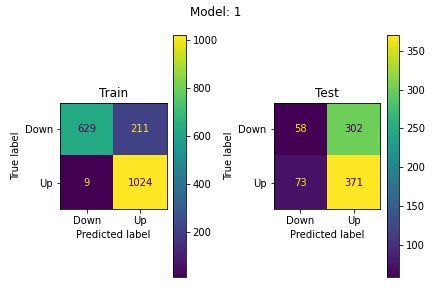 Model: 1
Train
True label
Down
Up
629 211
9 1024
Down Up
Predicted label
1000
800
600
400
200
Test
True label
Down
Up
58 302
73 371
Down Up
Predicted label
350
300
250
200
150
100